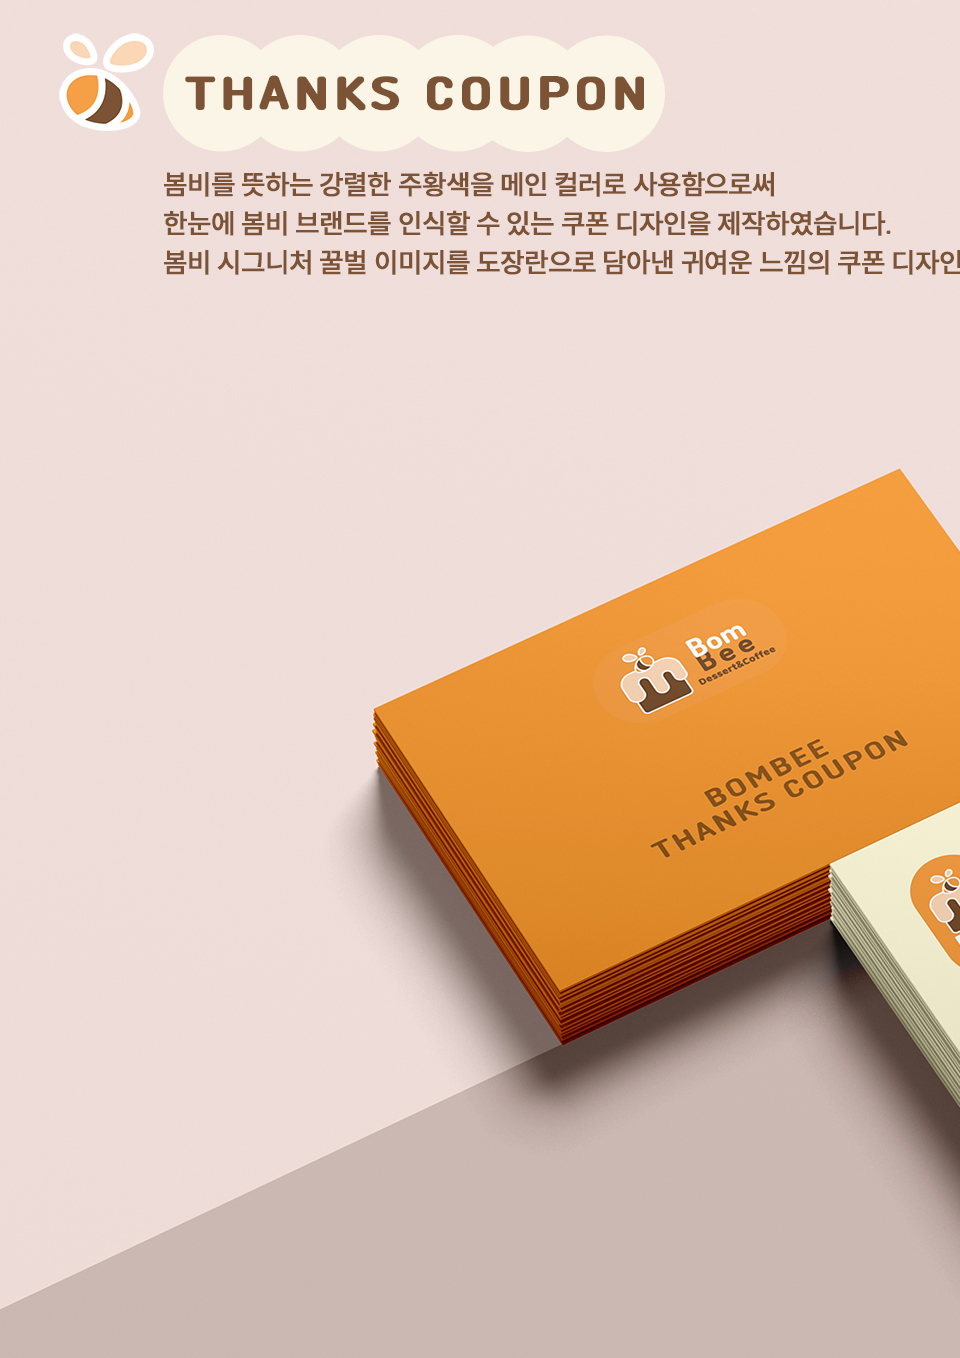 THANKS COUPON
봄비를 뜻하는 강렬한 주황색을 메인 컬러로 사용함으로써
한눈에 봄비 브랜드를 인식할 수 있는 쿠폰 디자인을 제작하였습니다.
봄비 시그니처 꿀벌 이미지를 도장란으로 담아낸 귀여운 느낌의 쿠폰 디자인
Bom
Bee
Dessert&Coffee
BOMBEE
THANKS COUPON